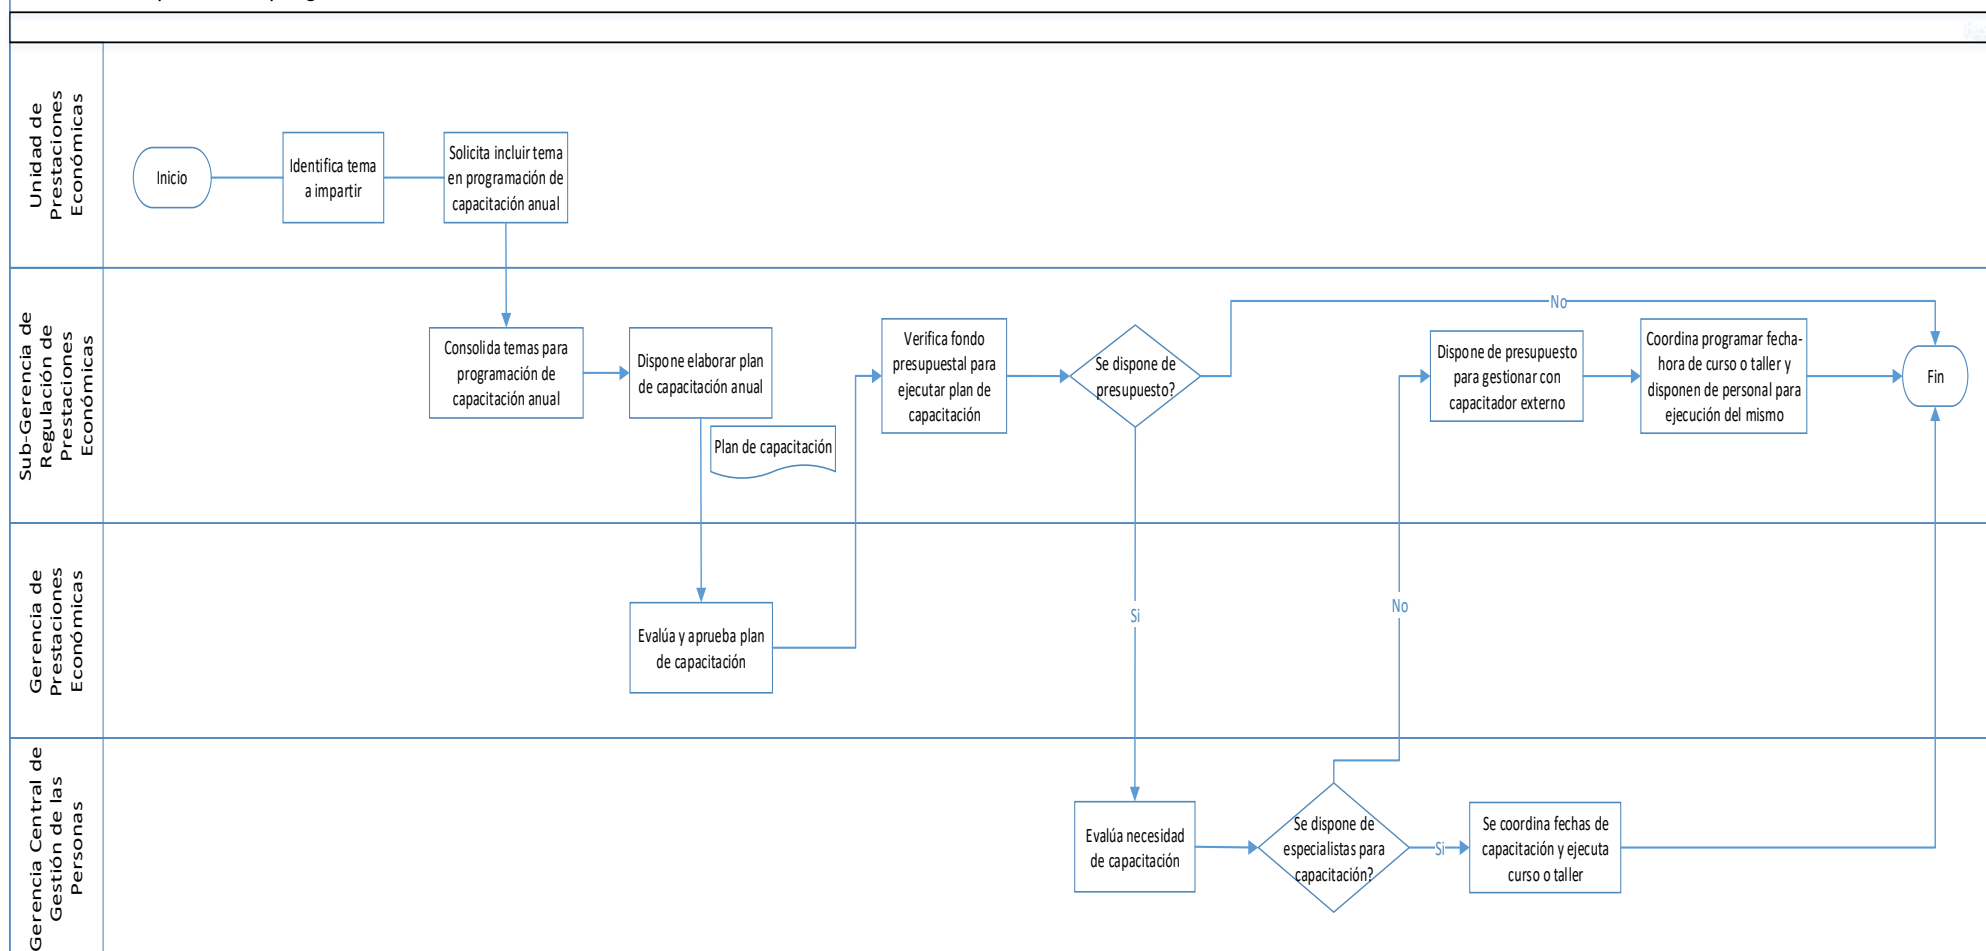 Unidad de
Prestaciones
Económicas
Inicio
Identifica tema
a impartir
Solicita incluir tema
en programación de
capacitación anual
Sub-Gerencia de
Regulación de
Prestaciones
Económicas
Consolida temas para
programación de
capacitación anual
Dispone elaborar plan
de capacitación anual
Plan de capacitación
Verifica fondo
presupuestal para
ejecutar plan de
capacitación
Se dispone de
presupuesto?
No
Dispone de presupuesto
para gestionar con
capacitador externo
Coordina programar fecha-
hora de curso o taller y
disponen de personal para
ejecución del mismo
Fin
Gerencia de
Prestaciones
Económicas
Evalúa y aprueba plan
de capacitación
Si
No
Gerencia Central de
Gestión de las
Personas
Evalúa necesidad
de capacitación
Se dispone de
especialistas para
capacitación?
Si
Se coordina fechas de
capacitación y ejecuta
curso o taller